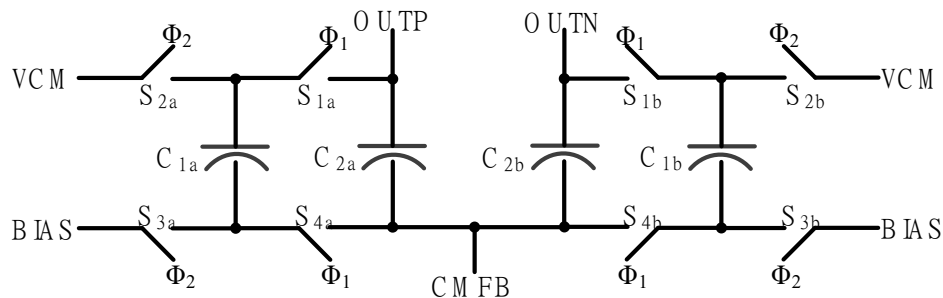 OUTP OUTN
Φ2 Φ1 Φ1 Φ2
VCM VCM
S2a S1a S1b S2b
C1a C2a C2b C1b
BIAS S3a S4a S4b S3b BIAS
Φ2 Φ1 CMFB Φ1 Φ2